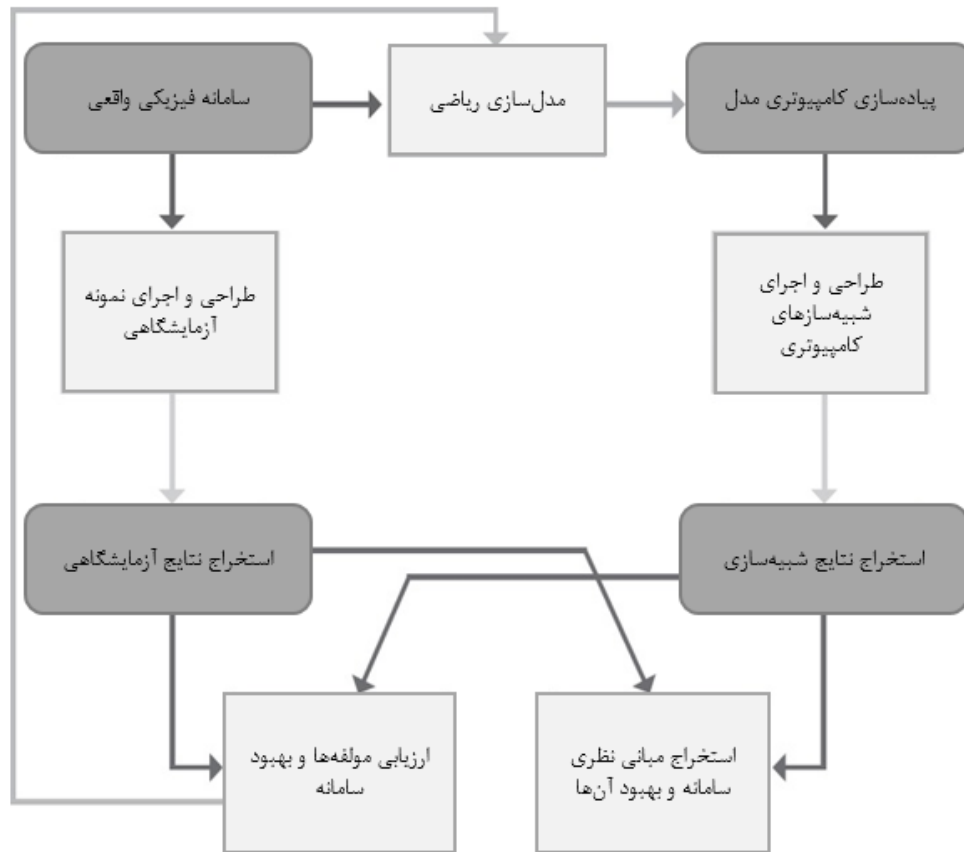 سامانه فیزیکی واقعی
مدل‌سازی ریاضی
پیاده‌سازی کامپیوتری مدل
طراحی و اجرای نمونه
آزمایشگاهی
طراحی و اجرای
شبیه‌سازهای
کامپیوتری
استخراج نتایج آزمایشگاهی
استخراج نتایج شبیه‌سازی
ارزیابی مولفه‌ها و بهبود
سامانه
استخراج مبانی نظری
سامانه و بهبود آن‌ها